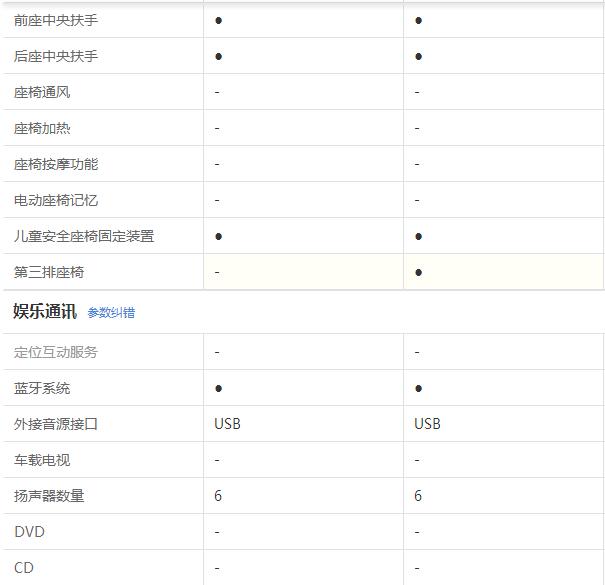 前座中央扶手 ● ●
后座中央扶手 ● ●
座椅通风 - -
座椅加热 - -
座椅按摩功能 - -
电动座椅记忆 - -
儿童安全座椅固定装置 ● ●
第三排座椅 - ●
娱乐通讯 参数纠错
定位互动服务 - -
蓝牙系统 ● ●
外接音源接口 USB USB
车载电视 - -
扬声器数量 6 6
DVD - -
CD - -